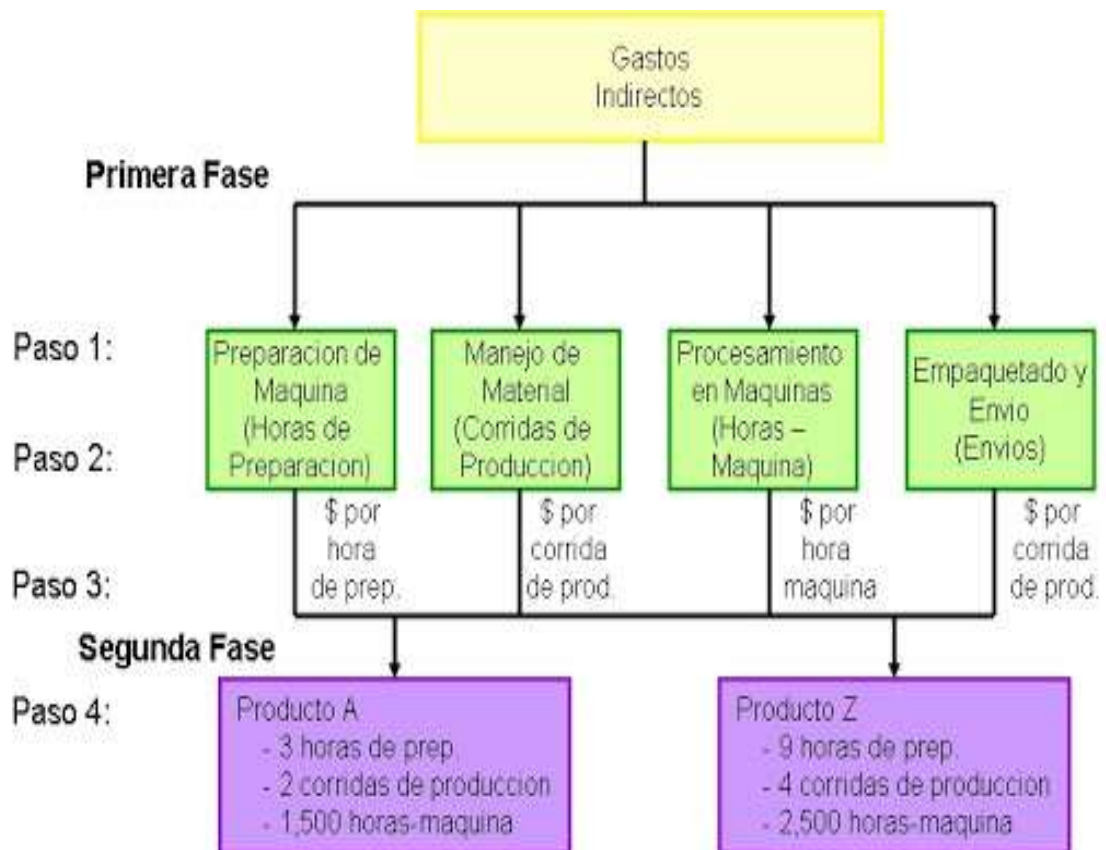 Gastos
Indirectos
Primera Fase
Paso 1:
Preparacion de
Maquina
(Horas de
Preparacion)
Manejo de
Material
(Corridas de
Produccion)
Procesamiento
en Maquinas
(Horas –
Maquina)
Empaquetado y
Envio
(Envios)
Paso 2:
$ por
hora
de prep.
$ por
corrida
de prod.
$ por
hora
maquina
$ por
corrida
de prod.
Paso 3:
Segunda Fase
Paso 4:
Producto A
- 3 horas de prep.
- 2 corridas de produccion
- 1,500 horas-maquina
Producto Z
- 9 horas de prep.
- 4 corridas de produccion
- 2,500 horas-maquina